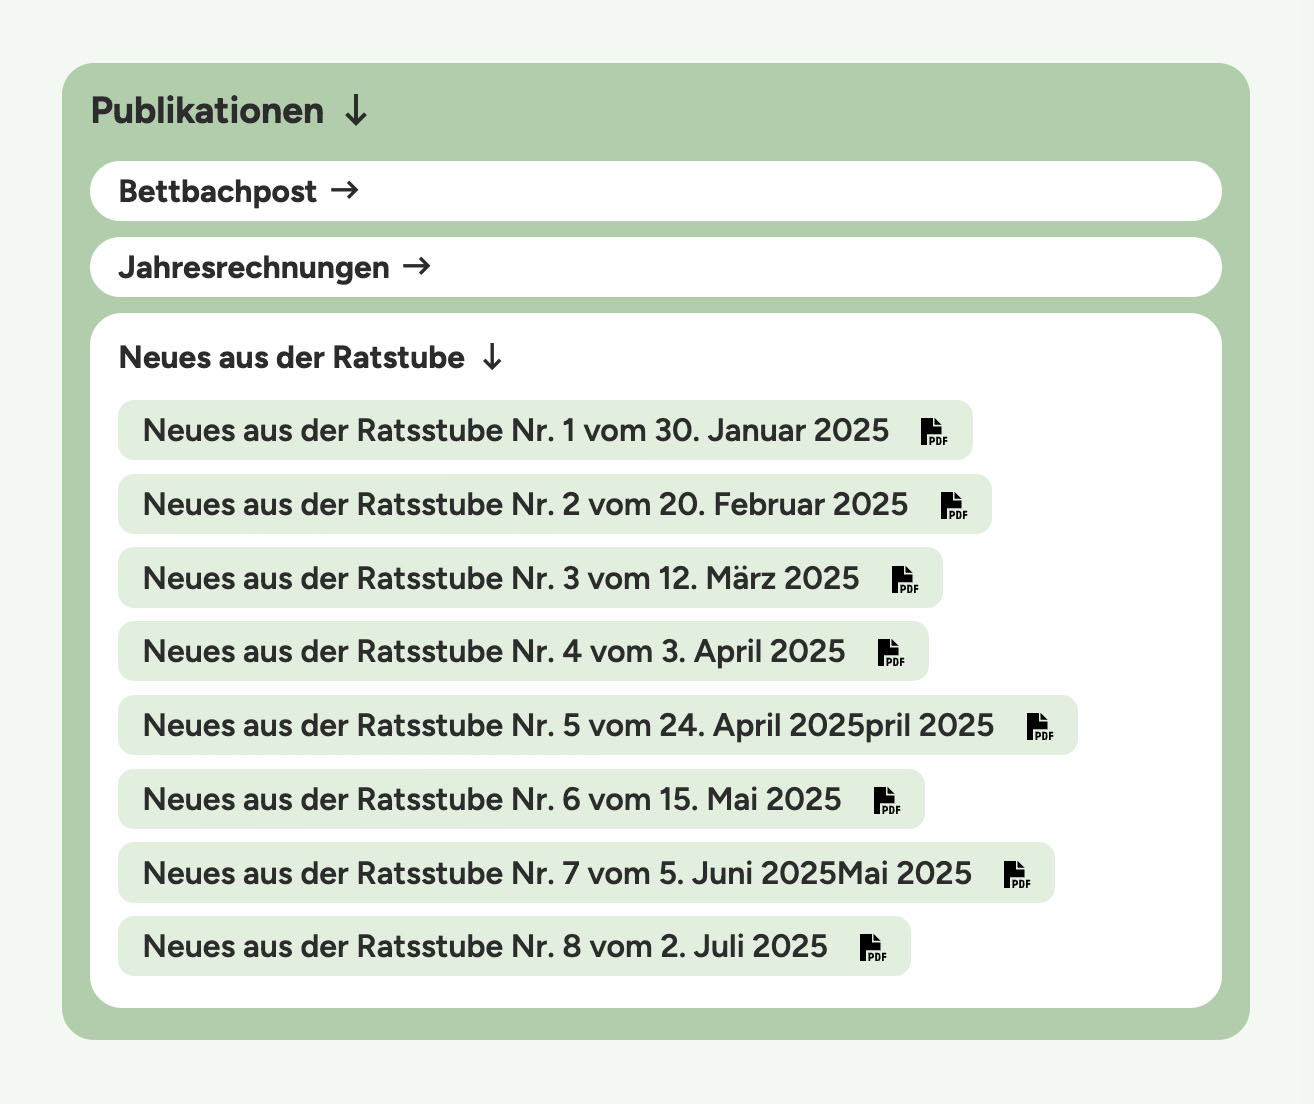 Publikationen ↓
Bettbachpost →
Jahresrechnungen →
Neues aus der Ratstube ↓
Neues aus der Ratsstube Nr. 1 vom 30. Januar 2025 PDF
Neues aus der Ratsstube Nr. 2 vom 20. Februar 2025 PDF
Neues aus der Ratsstube Nr. 3 vom 12. März 2025 PDF
Neues aus der Ratsstube Nr. 4 vom 3. April 2025 PDF
Neues aus der Ratsstube Nr. 5 vom 24. April 2025pril 2025 PDF
Neues aus der Ratsstube Nr. 6 vom 15. Mai 2025 PDF
Neues aus der Ratsstube Nr. 7 vom 5. Juni 2025Mai 2025 PDF
Neues aus der Ratsstube Nr. 8 vom 2. Juli 2025 PDF